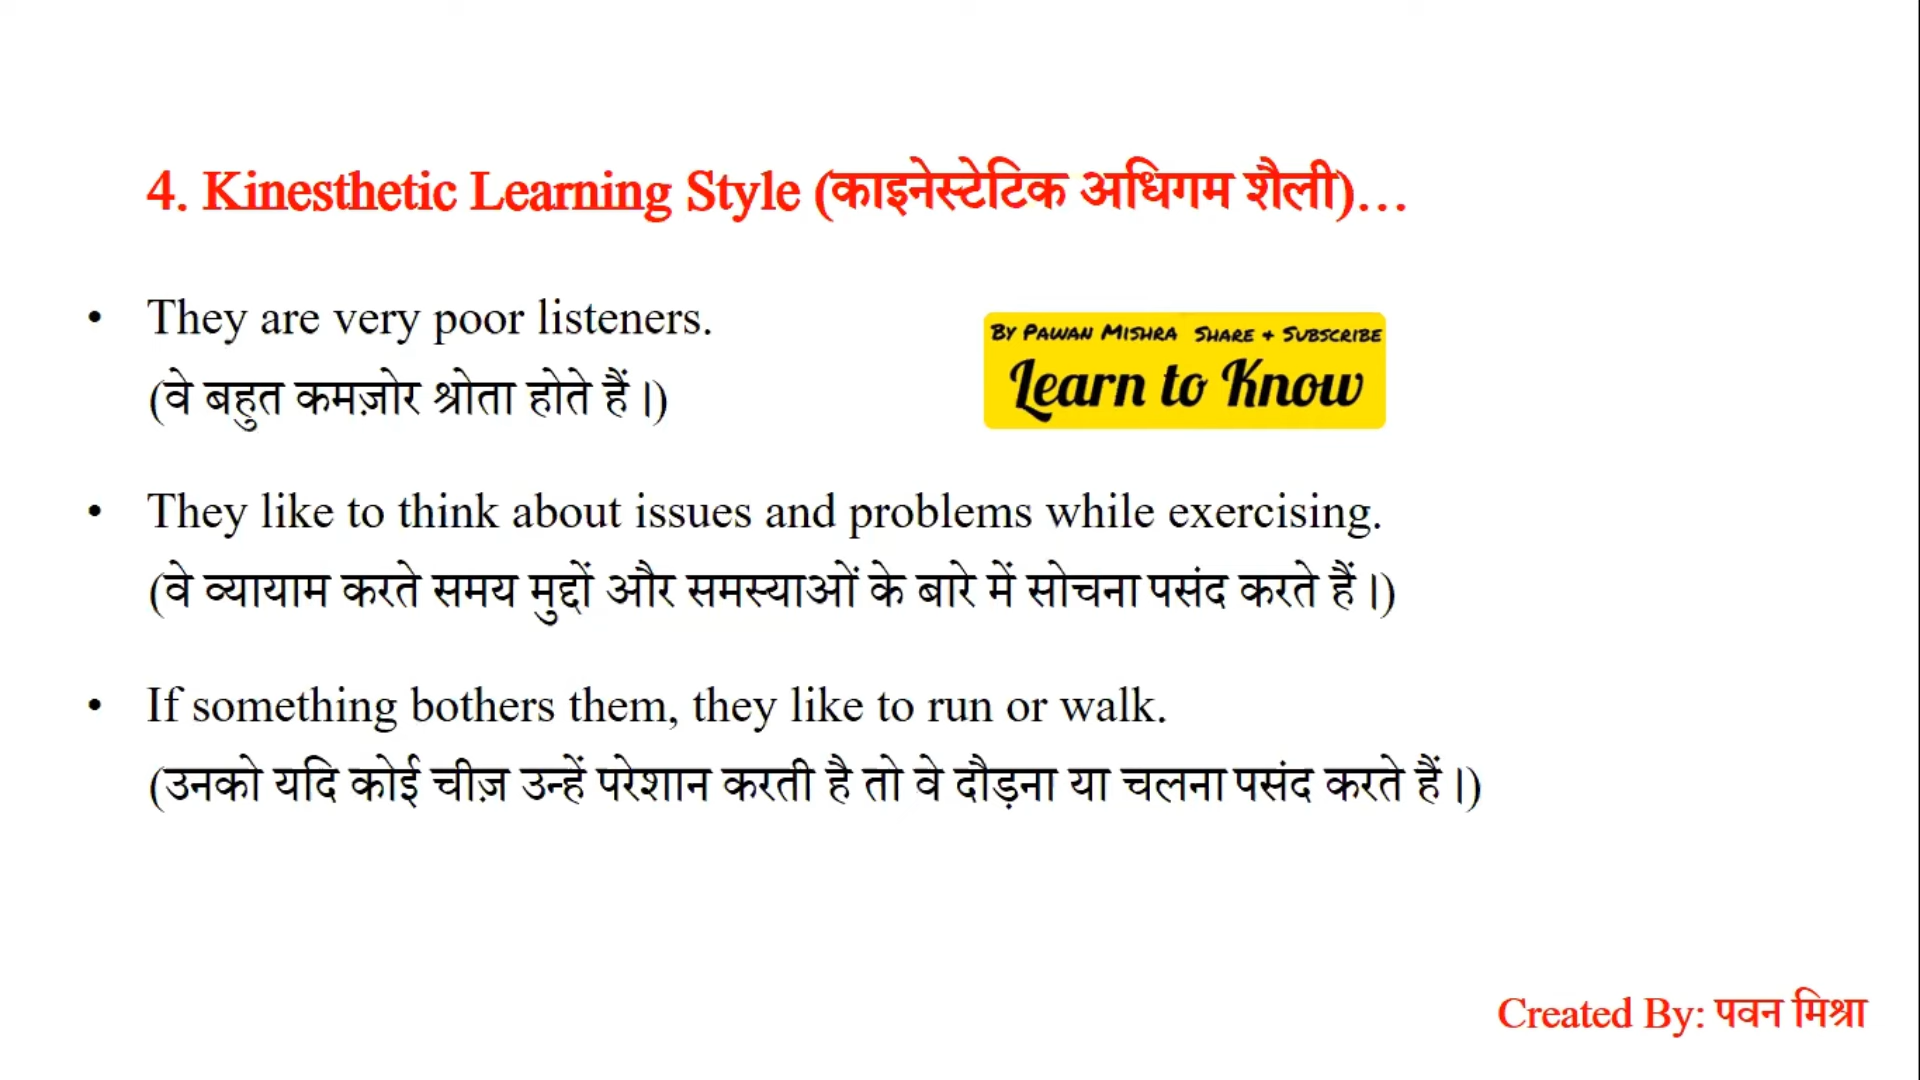 4. Kinesthetic Learning Style (काइनेस्टेटिक अधिगम शैली)...
• They are very poor listeners.
(वे बहुत कमज़ोर श्रोता होते हैं।)
By Pawan Mishra Share + Subscribe
Learn to Know
• They like to think about issues and problems while exercising.
(वे व्यायाम करते समय मुद्दों और समस्याओं के बारे में सोचना पसंद करते हैं।)
• If something bothers them, they like to run or walk.
(उनको यदि कोई चीज़ उन्हें परेशान करती है तो वे दौड़ना या चलना पसंद करते हैं।)
Created By: पवन मिश्रा